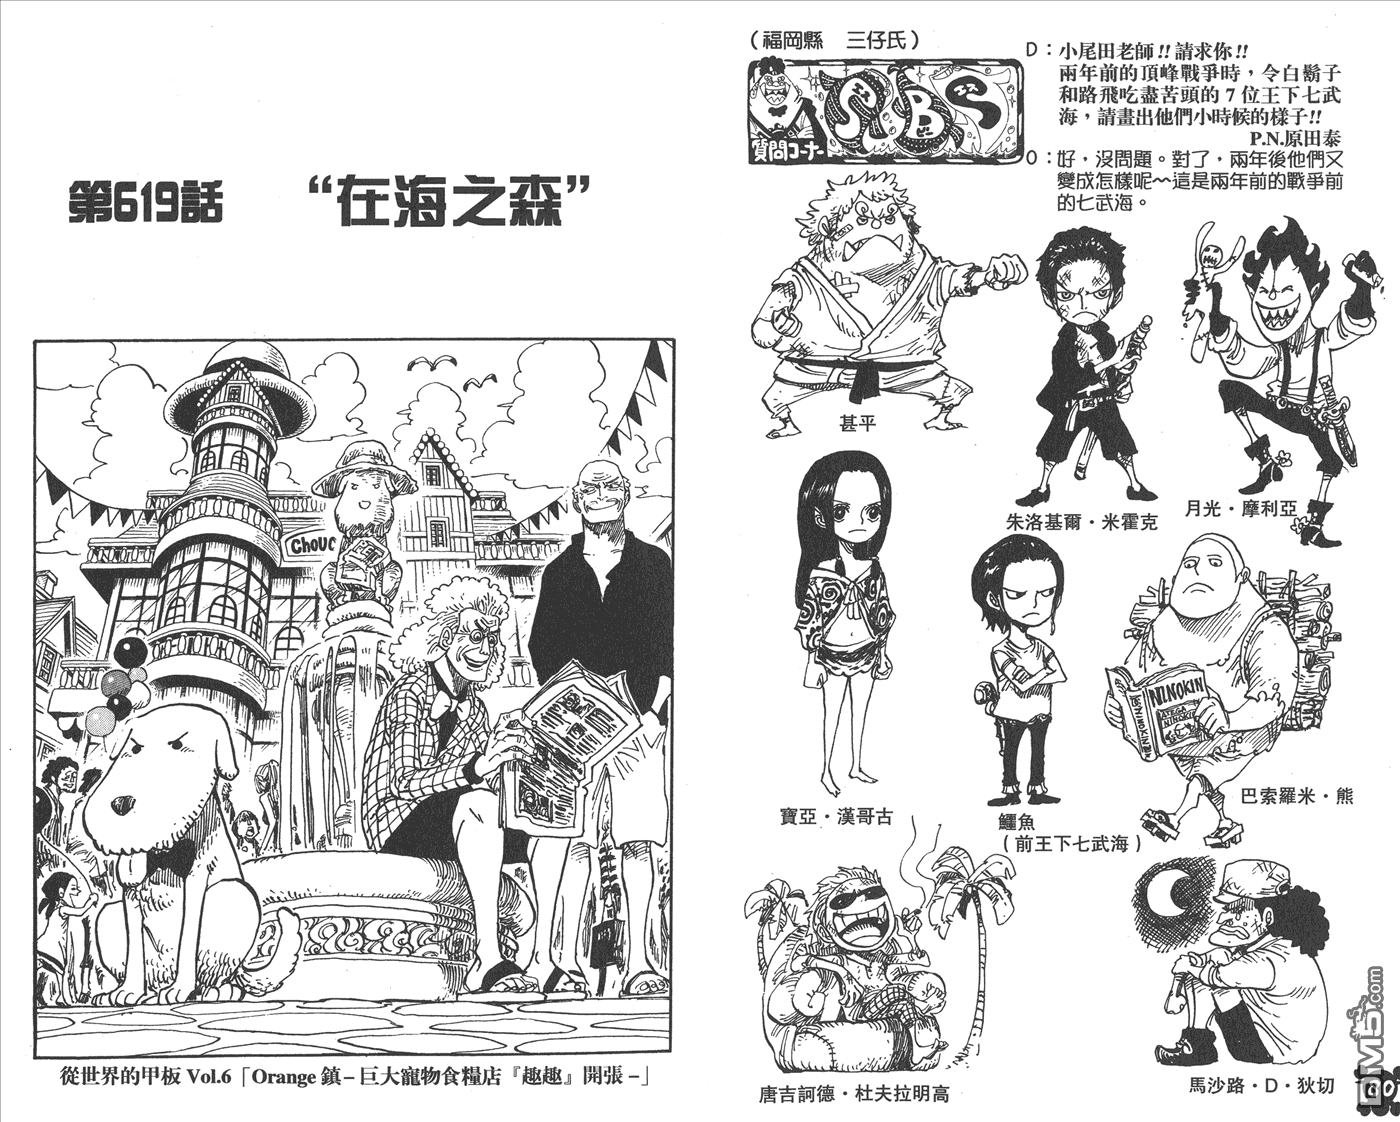 (福岡縣　三仔氏)
SBS
質問コーナー
D：小尾田老師!!請求你!!
兩年前的頂峰戰爭時，令白鬍子
和路飛吃盡苦頭的7位王下七武
海，請畫出他們小時候的樣子!!
P.N.原田泰
O：好，沒問題。對了，兩年後他們又
變成怎樣呢~~這是兩年前的戰爭前
的七武海。
甚平
朱洛基爾・米霍克
月光・摩利亞
寶亞・漢哥古
鱷魚
(前王下七武海)
NINOKIN
巴索羅米・熊
唐吉訶德・杜夫拉明高
馬沙路・D・狄切
第619話　“在海之森”
Chouc
從世界的甲板 Vol.6「Orange 鎮－巨大寵物食糧店『趣趣』開張－」
DM5.com